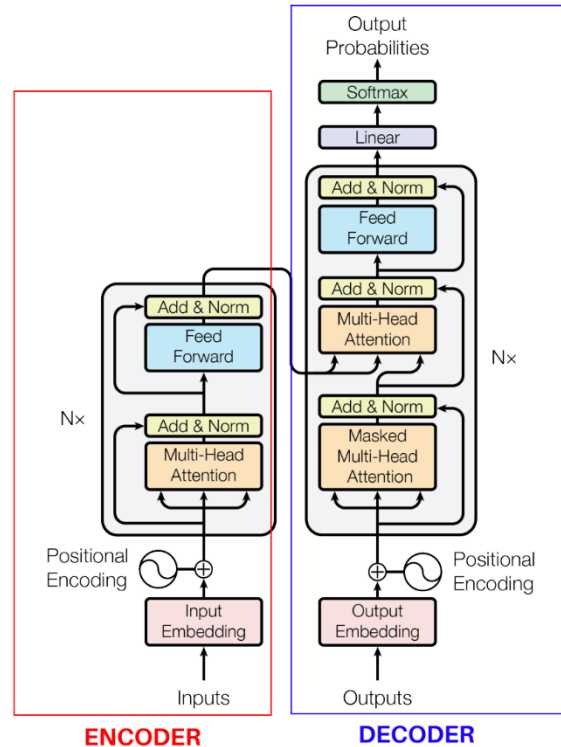 Output
Probabilities
Softmax
Linear
Add & Norm
Feed
Forward
Add & Norm
Multi-Head
Attention
Nx
Add & Norm
Masked
Multi-Head
Attention
Add & Norm
Feed
Forward
Nx
Add & Norm
Multi-Head
Attention
Positional
Encoding
Positional
Encoding
Input
Embedding
Output
Embedding
Inputs
Outputs
ENCODER
DECODER